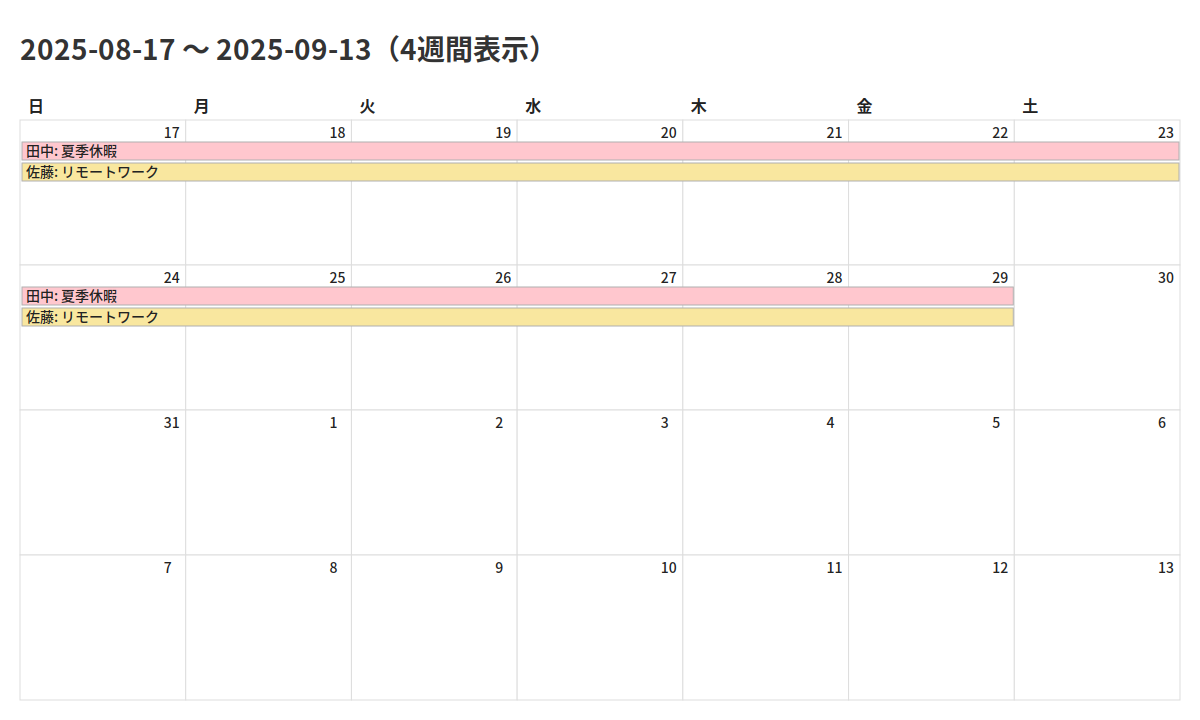 2025-08-17 〜 2025-09-13（4週間表示）
日 月 火 水 木 金 土
17 18 19 20 21 22 23
田中: 夏季休暇
佐藤: リモートワーク
24 25 26 27 28 29 30
田中: 夏季休暇
佐藤: リモートワーク
31 1 2 3 4 5 6
7 8 9 10 11 12 13